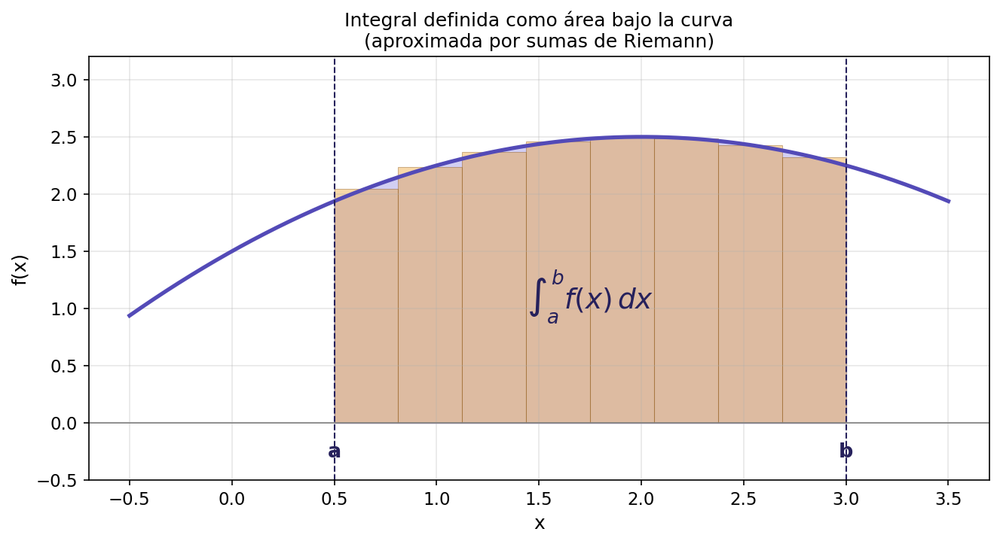 Integral definida como área bajo la curva
(aproximada por sumas de Riemann)
3.0
2.5
2.0
1.5
1.0
0.5
0.0
−0.5
f(x)
∫_a^b f(x) dx
a
b
−0.5 0.0 0.5 1.0 1.5 2.0 2.5 3.0 3.5
x